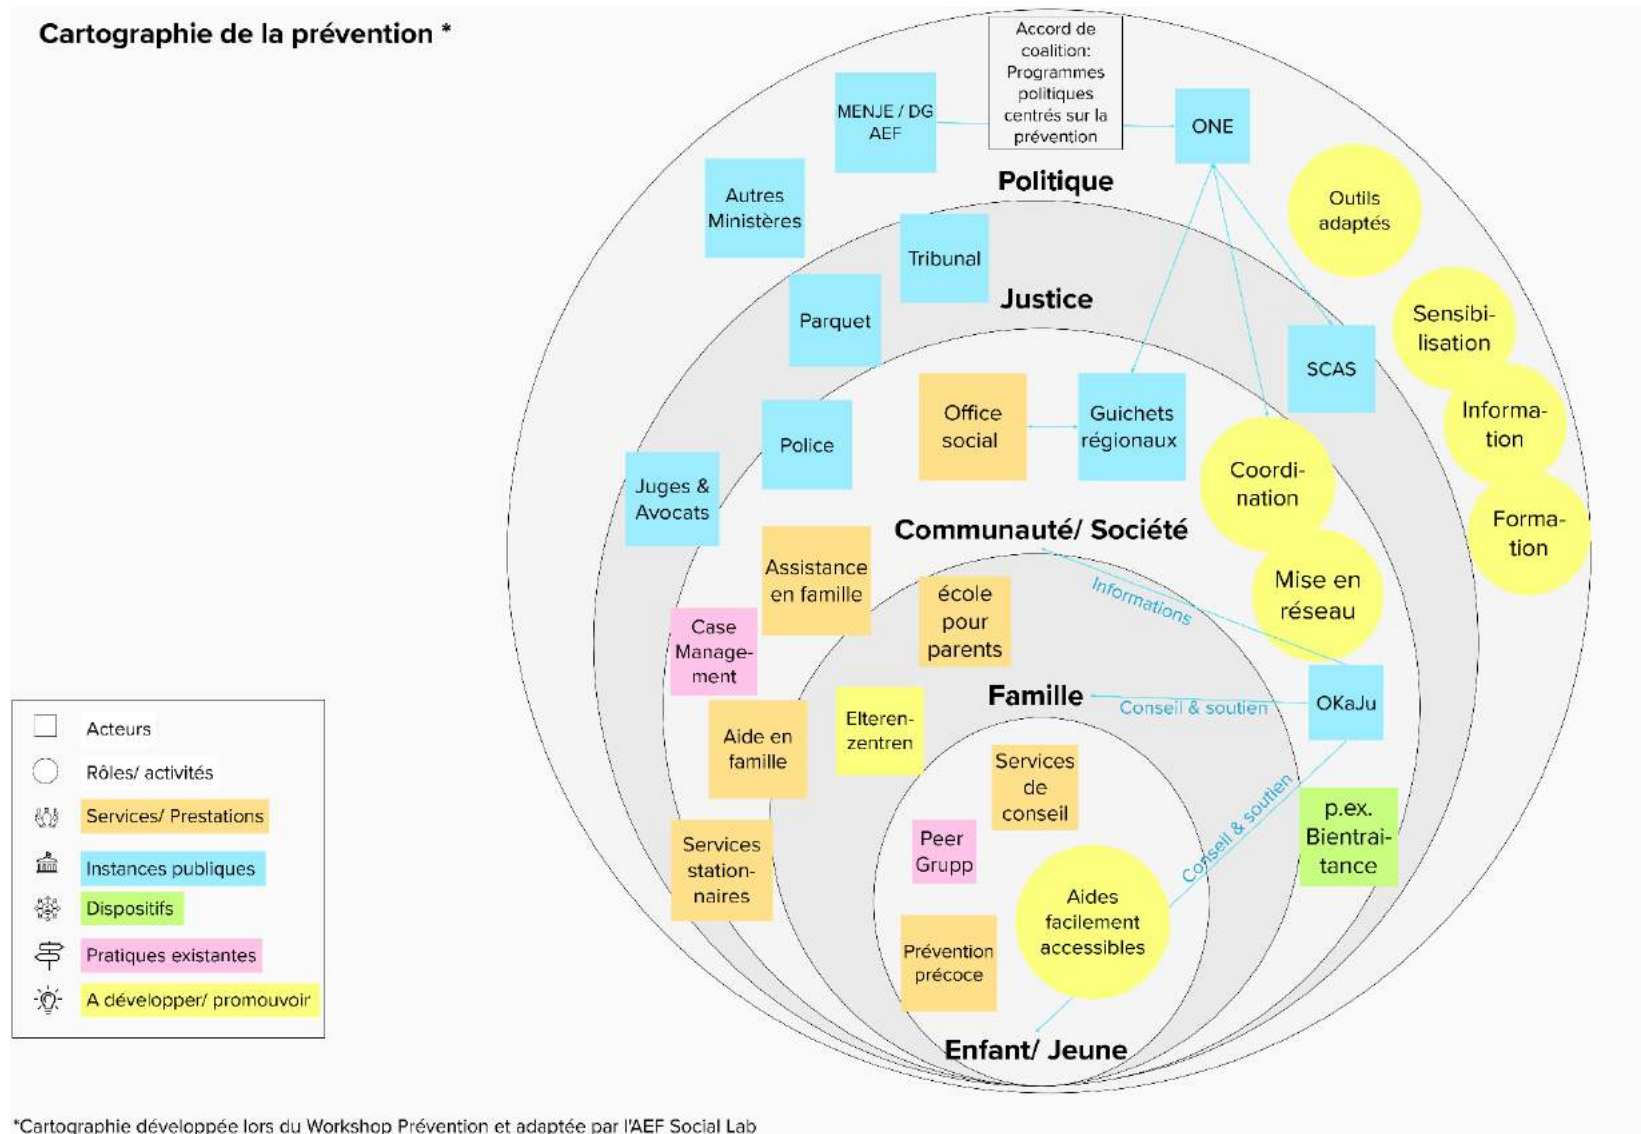 Cartographie de la prévention *
Accord de
coalition:
Programmes
politiques
centrés sur la
prévention
MENJE / DG
AEF
ONE
Politique
Autres
Ministères
Outils
adaptés
Tribunal
Justice
Parquet
Sensibi-
lisation
SCAS
Informa-
tion
Office
social
Guichets
régionaux
Police
Coordi-
nation
Juges &
Avocats
Forma-
tion
Communauté/ Société
Assistance
en famille
école
pour
parents
Informations
Mise en
réseau
Case
Manage-
ment
Famille
Conseil & soutien
OKaJu
Elteren-
zentren
Aide en
famille
Services
de
conseil
Conseil & soutien
p.ex.
Bientrai-
tance
Peer
Grupp
Services
station-
naires
Aides
facilement
accessibles
Prévention
précoce
Enfant/ Jeune
Acteurs
Rôles/ activités
Services/ Prestations
Instances publiques
Dispositifs
Pratiques existantes
A développer/ promouvoir
*Cartographie développée lors du Workshop Prévention et adaptée par l'AEF Social Lab